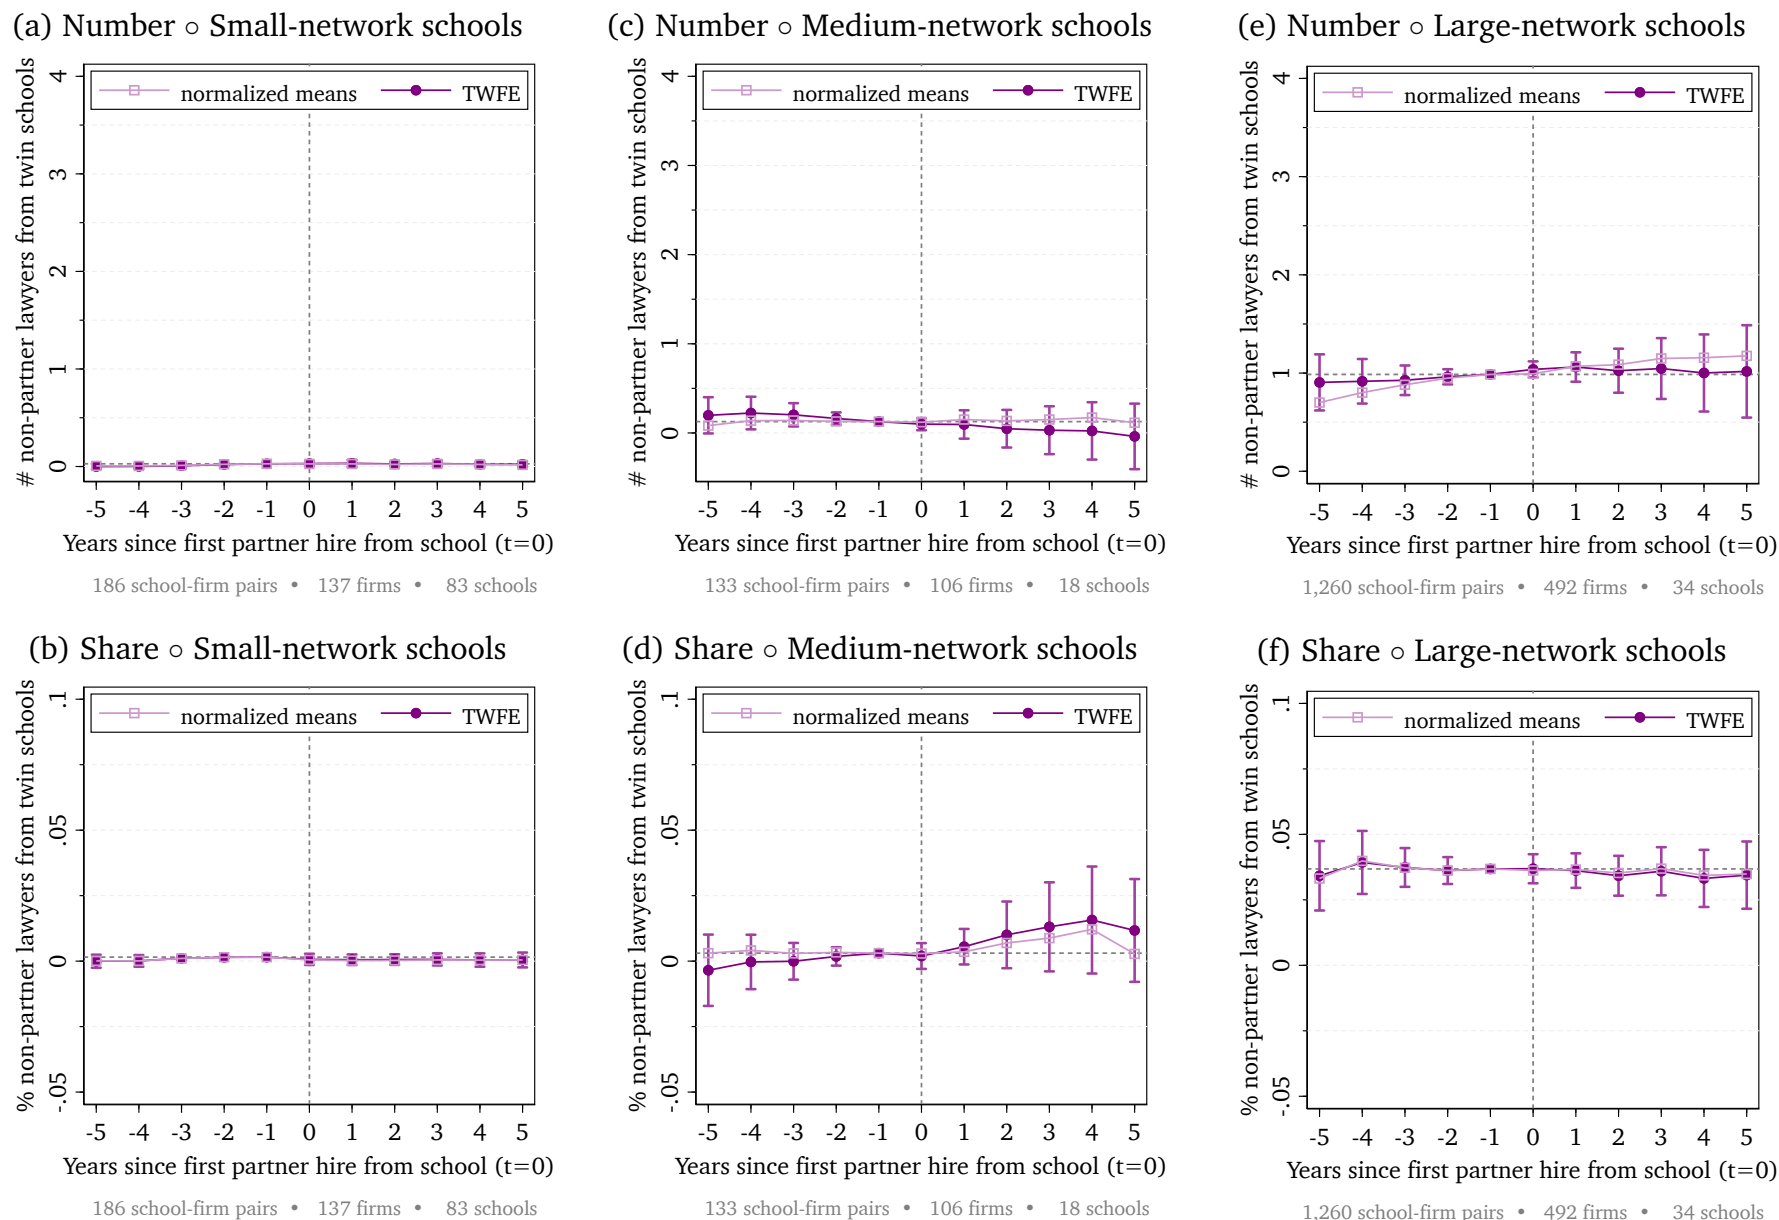 (a) Number ∘ Small-network schools
# non-partner lawyers from twin schools
normalized means
TWFE
4
3
2
1
0
-5 -4 -3 -2 -1 0 1 2 3 4 5
Years since first partner hire from school (t=0)
186 school-firm pairs • 137 firms • 83 schools
(c) Number ∘ Medium-network schools
# non-partner lawyers from twin schools
normalized means
TWFE
4
3
2
1
0
-5 -4 -3 -2 -1 0 1 2 3 4 5
Years since first partner hire from school (t=0)
133 school-firm pairs • 106 firms • 18 schools
(e) Number ∘ Large-network schools
# non-partner lawyers from twin schools
normalized means
TWFE
4
3
2
1
0
-5 -4 -3 -2 -1 0 1 2 3 4 5
Years since first partner hire from school (t=0)
1,260 school-firm pairs • 492 firms • 34 schools
(b) Share ∘ Small-network schools
% non-partner lawyers from twin schools
normalized means
TWFE
.1
.05
0
-.05
-5 -4 -3 -2 -1 0 1 2 3 4 5
Years since first partner hire from school (t=0)
186 school-firm pairs • 137 firms • 83 schools
(d) Share ∘ Medium-network schools
% non-partner lawyers from twin schools
normalized means
TWFE
.1
.05
0
-.05
-5 -4 -3 -2 -1 0 1 2 3 4 5
Years since first partner hire from school (t=0)
133 school-firm pairs • 106 firms • 18 schools
(f) Share ∘ Large-network schools
% non-partner lawyers from twin schools
normalized means
TWFE
.1
.05
0
-.05
-5 -4 -3 -2 -1 0 1 2 3 4 5
Years since first partner hire from school (t=0)
1,260 school-firm pairs • 492 firms • 34 schools